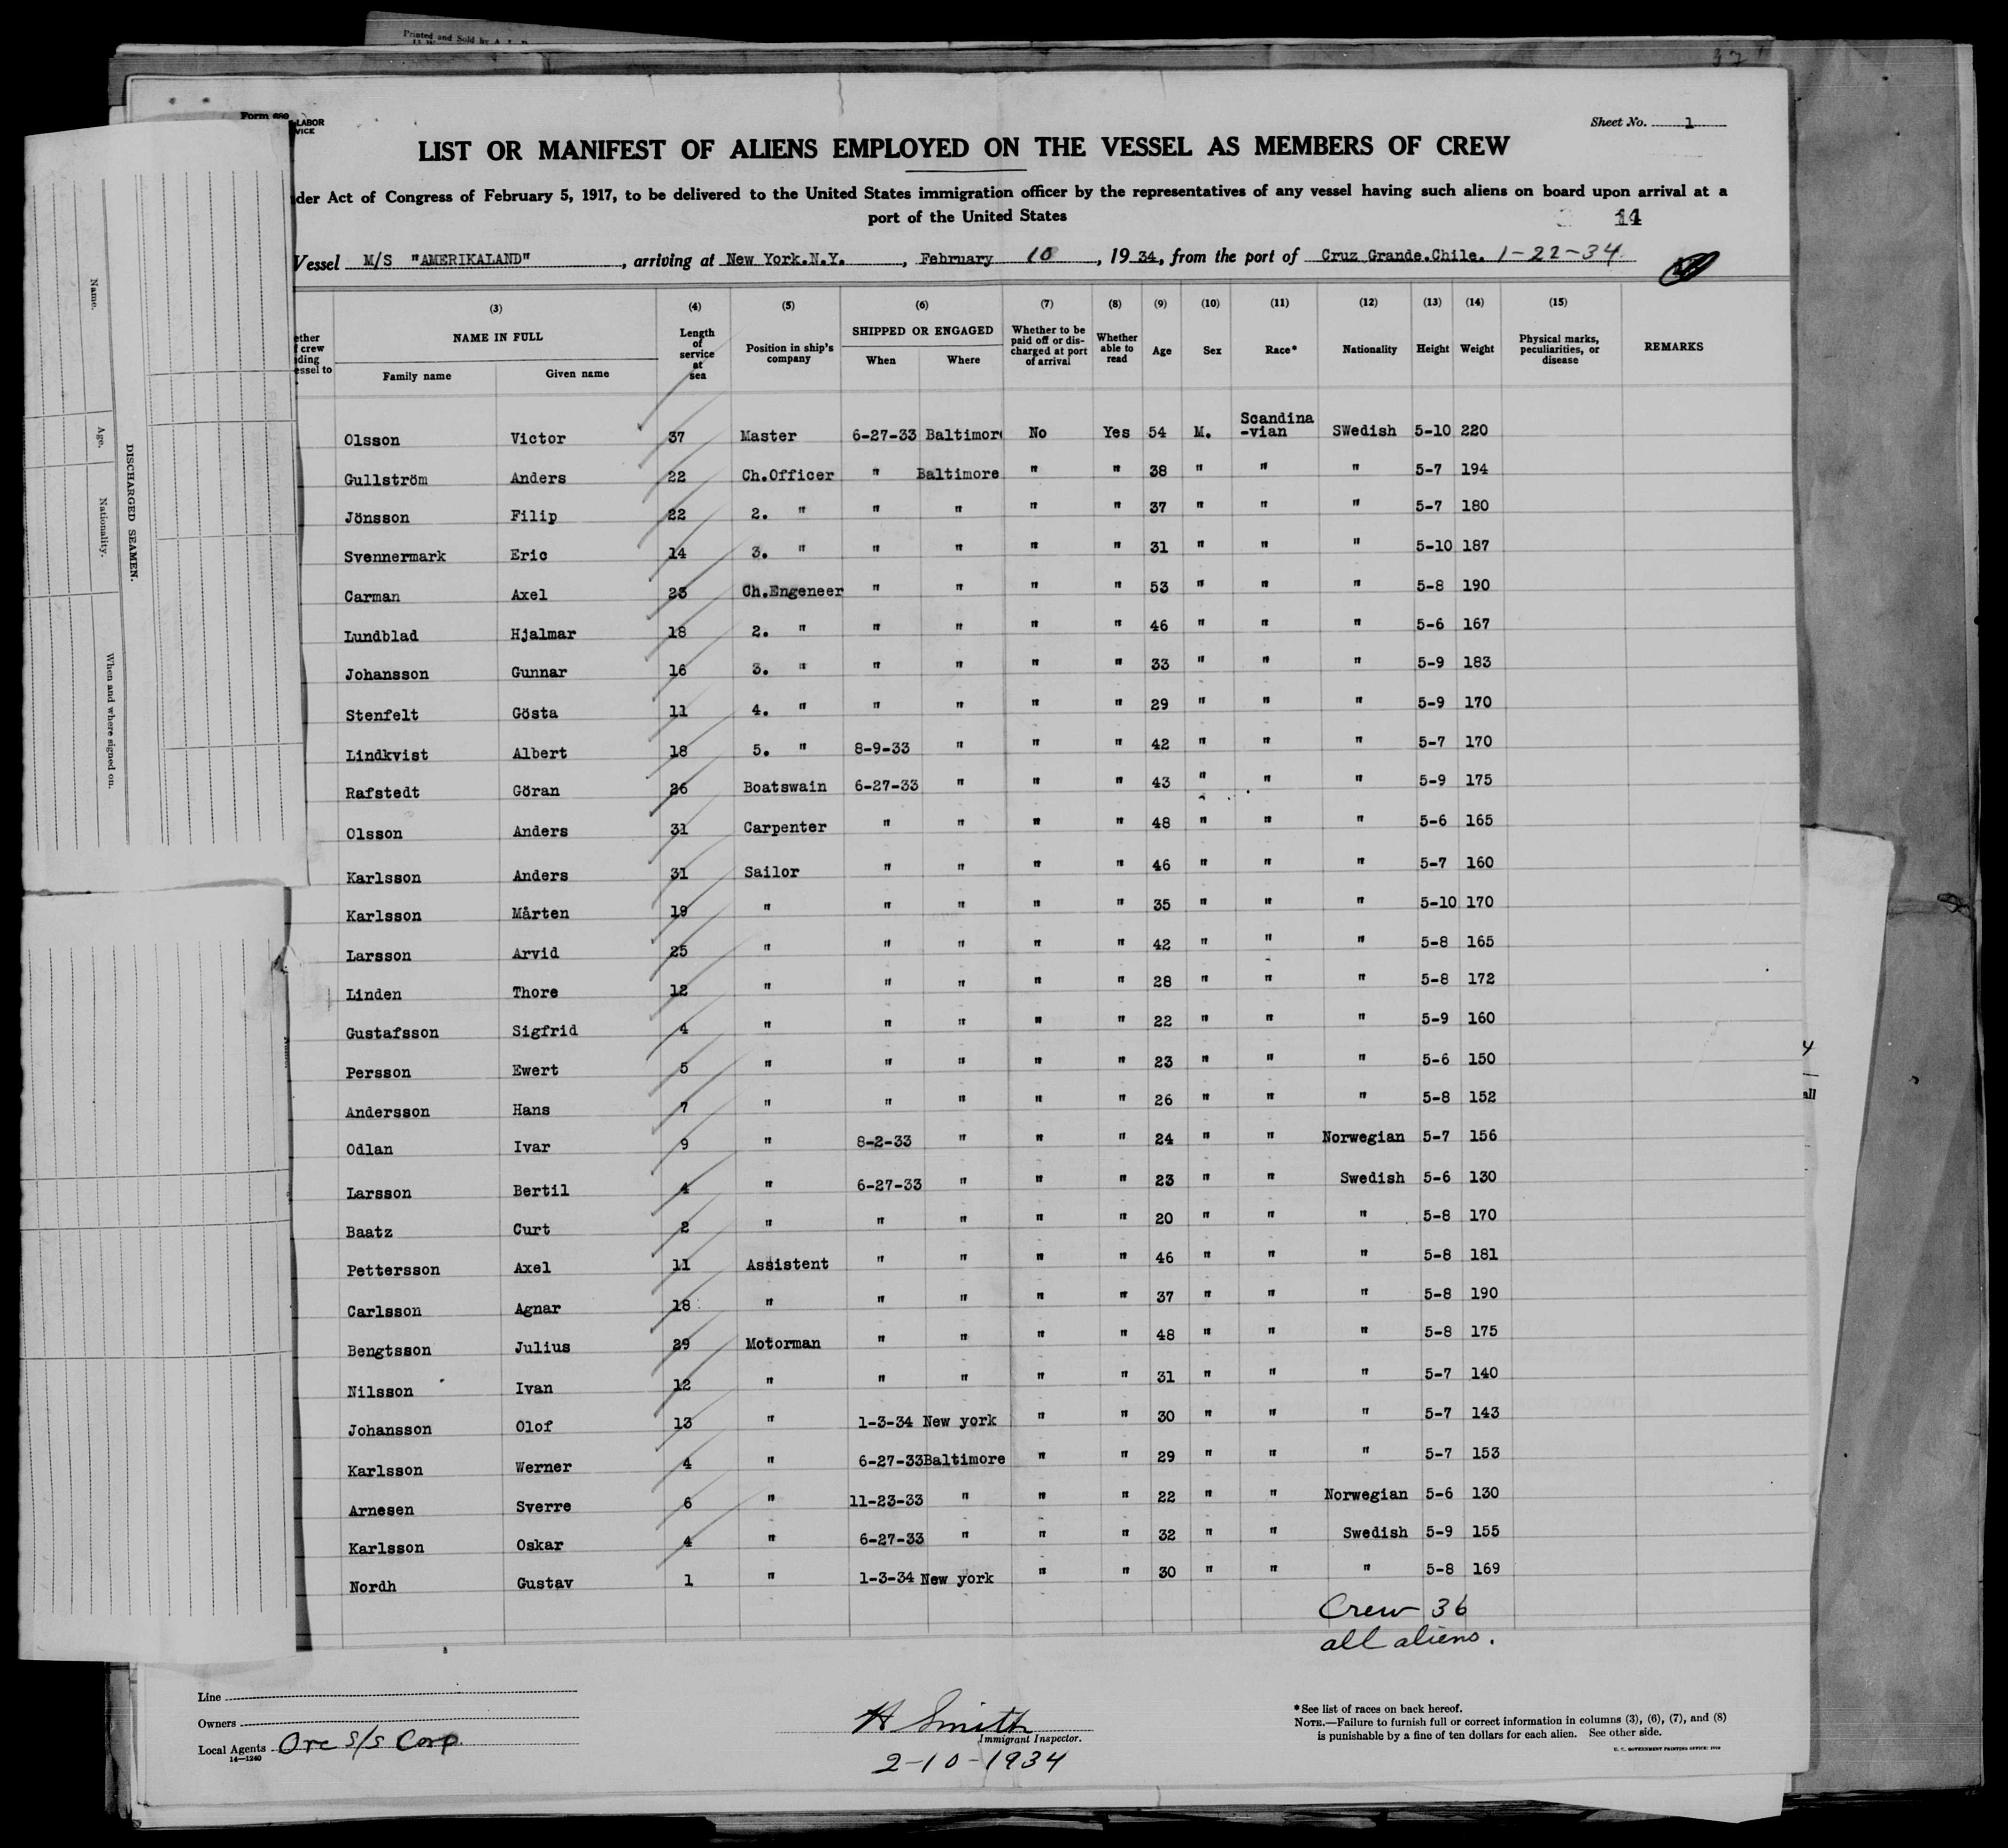 Printed and Sold by A. L.
37
Form 689
LABOR
VICE
Sheet No. 1
LIST OR MANIFEST OF ALIENS EMPLOYED ON THE VESSEL AS MEMBERS OF CREW
der Act of Congress of February 5, 1917, to be delivered to the United States immigration officer by the representatives of any vessel having such aliens on board upon arrival at a
port of the United States
14
Vessel M/S "AMERIKALAND", arriving at New York.N.Y., February 10, 1934, from the port of Cruz Grande.Chile. 1-22-34
(3) (4) (5) (6) (7) (8) (9) (10) (11) (12) (13) (14) (15)
ether
crew
ding
essel to
NAME IN FULL
Family name Given name
Length of service at sea
Position in ship's company
SHIPPED OR ENGAGED
When Where
Whether to be paid off or discharged at port of arrival
Whether able to read
Age Sex Race* Nationality Height Weight
Physical marks, peculiarities, or disease
REMARKS
Olsson Victor 37 Master 6-27-33 Baltimore No Yes 54 M. Scandina-vian SWedish 5-10 220
Gullström Anders 22 Ch.Officer " Baltimore " " 38 " " " 5-7 194
Jönsson Filip 22 2. " " " " " 37 " " " 5-7 180
Svennermark Eric 14 3. " " " " " 31 " " " 5-10 187
Carman Axel 23 Ch.Engeneer " " " " 53 " " " 5-8 190
Lundblad Hjalmar 18 2. " " " " " 46 " " " 5-6 167
Johansson Gunnar 16 3. " " " " " 33 " " " 5-9 183
Stenfelt Gösta 11 4. " " " " " 29 " " " 5-9 170
Lindkvist Albert 18 5. " 8-9-33 " " " 42 " " " 5-7 170
Rafstedt Göran 26 Boatswain 6-27-33 " " " 43 " " " 5-9 175
Olsson Anders 31 Carpenter " " " " 48 " " " 5-6 165
Karlsson Anders 31 Sailor " " " " 46 " " " 5-7 160
Karlsson Mårten 19 " " " " " 35 " " " 5-10 170
Larsson Arvid 25 " " " " " 42 " " " 5-8 165
Linden Thore 12 " " " " " 28 " " " 5-8 172
Gustafsson Sigfrid 4 " " " " " 22 " " " 5-9 160
Persson Ewert 5 " " " " " 23 " " " 5-6 150
Andersson Hans 7 " " " " " 26 " " " 5-8 152
Odlan Ivar 9 " 8-2-33 " " " 24 " " Norwegian 5-7 156
Larsson Bertil 4 " 6-27-33 " " " 23 " " Swedish 5-6 130
Baatz Curt 2 " " " " " 20 " " " 5-8 170
Pettersson Axel 11 Assistent " " " " 46 " " " 5-8 181
Carlsson Agnar 18 " " " " " 37 " " " 5-8 190
Bengtsson Julius 29 Motorman " " " " 48 " " " 5-8 175
Nilsson Ivan 12 " " " " " 31 " " " 5-7 140
Johansson Olof 13 " 1-3-34 New york " " 30 " " " 5-7 143
Karlsson Werner 4 " 6-27-33 Baltimore " " 29 " " " 5-7 153
Arnesen Sverre 6 " 11-23-33 " " " 22 " " Norwegian 5-6 130
Karlsson Oskar 4 " 6-27-33 " " " 32 " " Swedish 5-9 155
Nordh Gustav 1 " 1-3-34 New york " " 30 " " " 5-8 169
Crew 36
all aliens.
Line
Owners
Local Agents Ore S/S Corp.
14-1240
H Smith
Immigrant Inspector.
2-10-1934
* See list of races on back hereof.
NOTE.—Failure to furnish full or correct information in columns (3), (6), (7), and (8)
is punishable by a fine of ten dollars for each alien. See other side.
DISCHARGED SEAMEN.
Name.
Age.
Nationality.
When and where signed on.
all